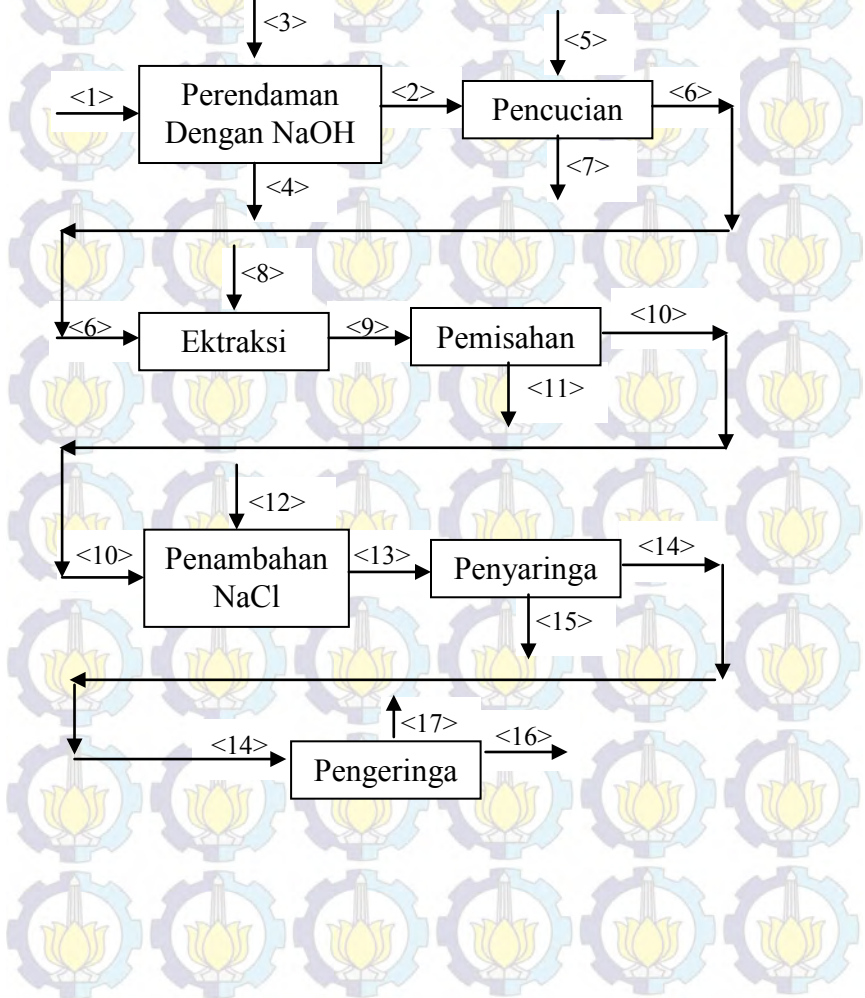 <3>
<5>
<1>
Perendaman
Dengan NaOH
<2>
Pencucian
<6>
<4>
<7>
<8>
<6>
Ektraksi
<9>
Pemisahan
<10>
<11>
<12>
<10>
Penambahan
NaCl
<13>
Penyaringa
<14>
<15>
<14>
<17>
Pengeringa
<16>